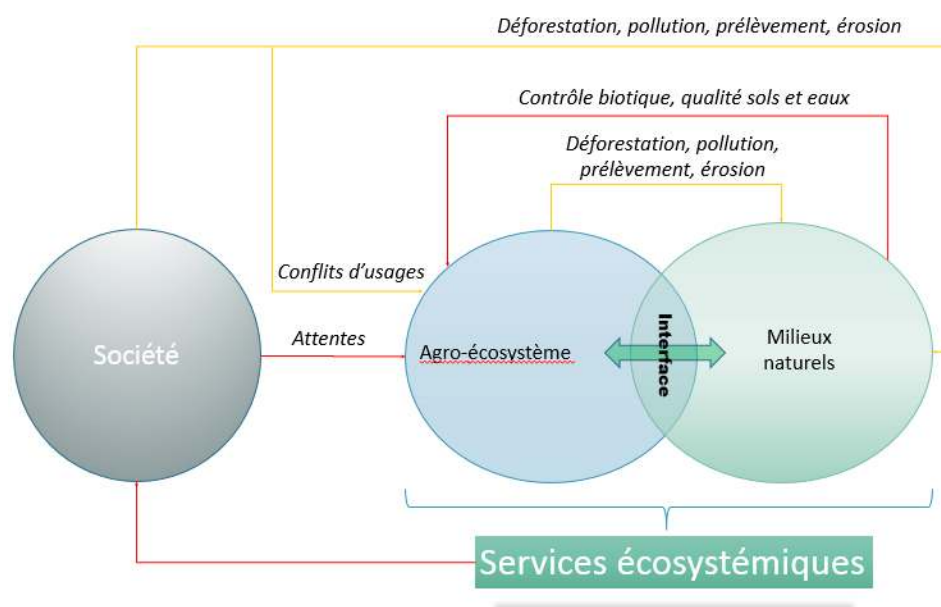 Déforestation, pollution, prélèvement, érosion
Contrôle biotique, qualité sols et eaux
Déforestation, pollution,
prélèvement, érosion
Conflits d'usages
Société
Attentes
Agro-écosystème
Interface
Milieux
naturels
Services écosystémiques